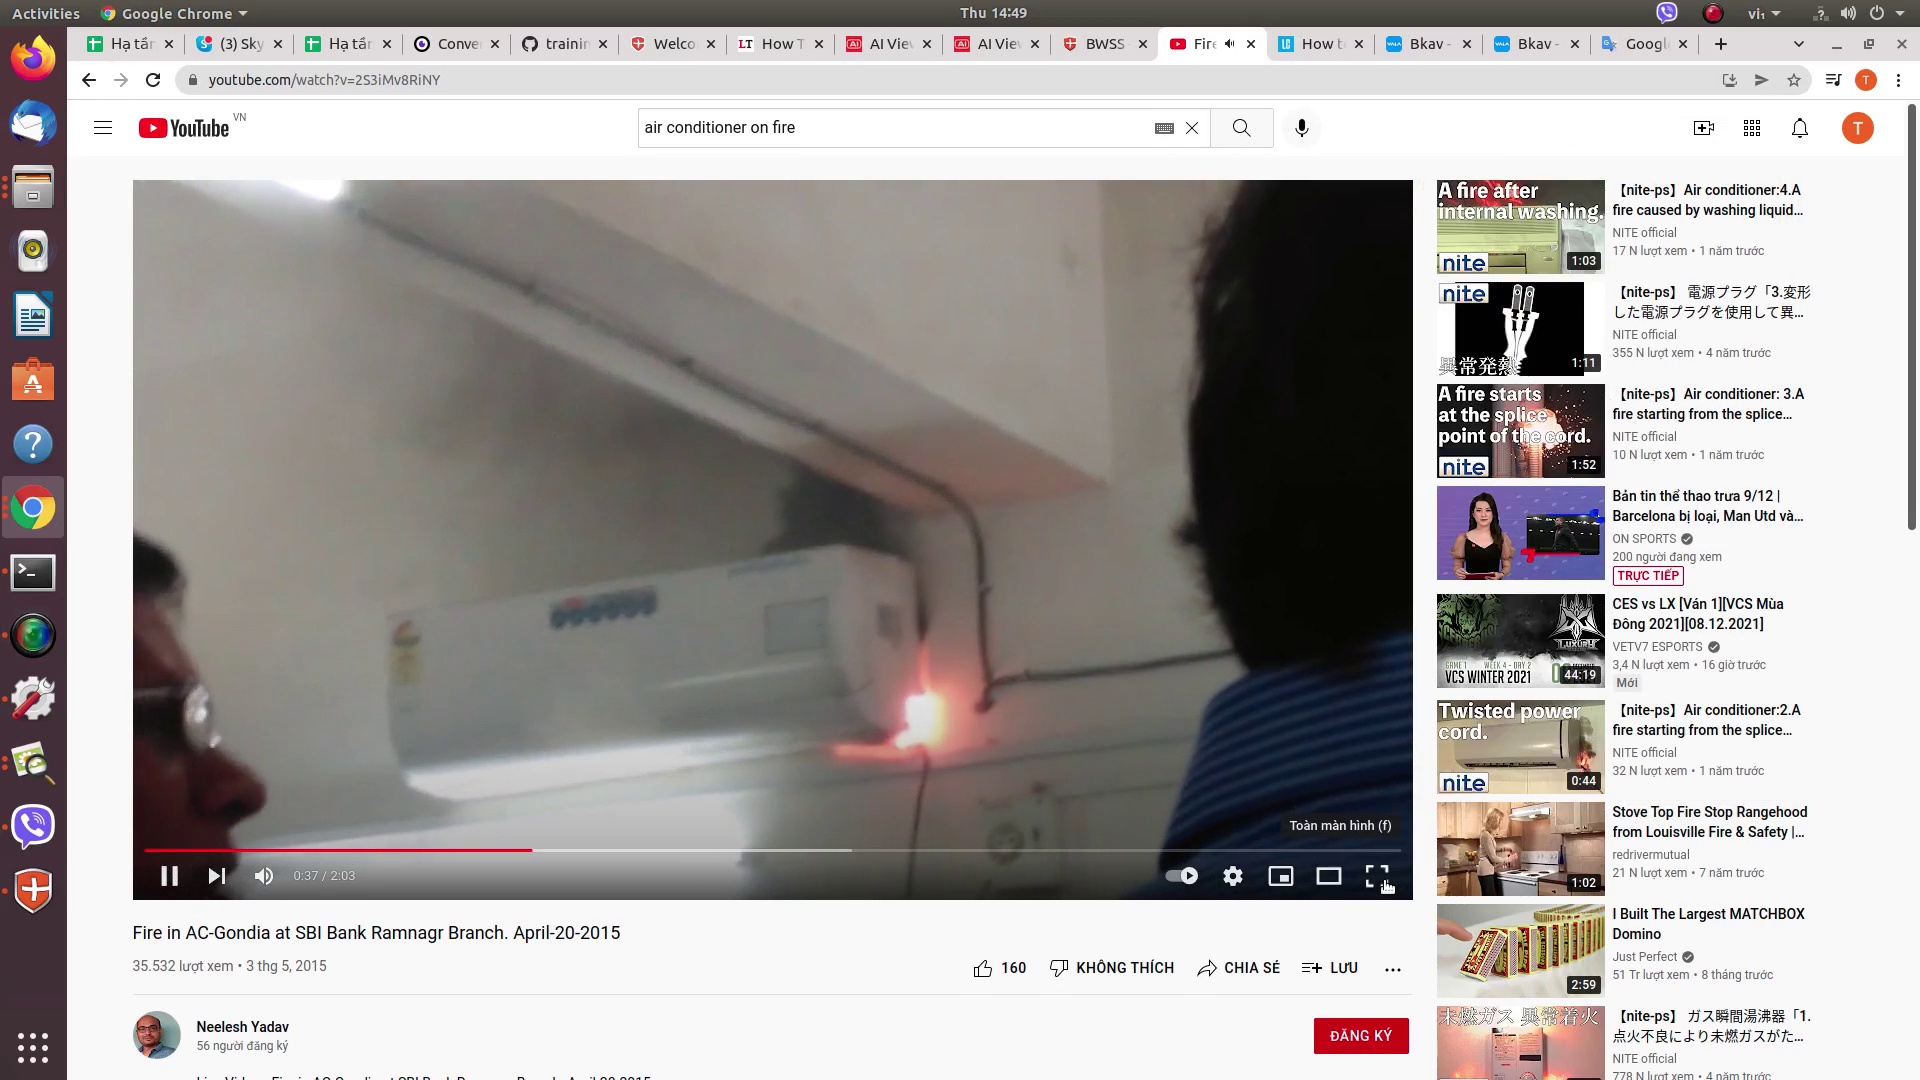 Activities
Google Chrome
Thu 14:49
vi₁
Hạ tần
(3) Sky
Hạ tần
Conve
trainin
Welco
LT How T
AI Viev
AI Viev
BWSS -
Fire
How t
Bkav -
Bkav -
Googl
youtube.com/watch?v=2S3iMv8RiNY
T
YouTube VN
air conditioner on fire
T
Toàn màn hình (f)
0:37 / 2:03
Fire in AC-Gondia at SBI Bank Ramnagr Branch. April-20-2015
35.532 lượt xem • 3 thg 5, 2015
160
KHÔNG THÍCH
CHIA SẺ
LƯU
Neelesh Yadav
56 người đăng ký
ĐĂNG KÝ
A fire after
internal washing.
nite
1:03
【nite-ps】Air conditioner:4.A
fire caused by washing liquid...
NITE official
17 N lượt xem • 1 năm trước
nite
異常発熱
1:11
【nite-ps】 電源プラグ「3.変形
した電源プラグを使用して異...
NITE official
355 N lượt xem • 4 năm trước
A fire starts
at the splice
point of the cord.
nite
1:52
【nite-ps】Air conditioner: 3.A
fire starting from the splice...
NITE official
10 N lượt xem • 1 năm trước
Bản tin thể thao trưa 9/12 |
Barcelona bị loại, Man Utd và...
ON SPORTS
200 người đang xem
TRỰC TIẾP
GAME 1 WEEK 4 - DAY 2
VCS WINTER 2021
LUXURY
44:19
CES vs LX [Ván 1][VCS Mùa
Đông 2021][08.12.2021]
VETV7 ESPORTS
3,4 N lượt xem • 16 giờ trước
Mới
Twisted power
cord.
nite
0:44
【nite-ps】Air conditioner:2.A
fire starting from the splice...
NITE official
32 N lượt xem • 1 năm trước
1:02
Stove Top Fire Stop Rangehood
from Louisville Fire & Safety |...
redrivermutual
21 N lượt xem • 7 năm trước
2:59
I Built The Largest MATCHBOX
Domino
Just Perfect
51 Tr lượt xem • 8 tháng trước
未燃ガス 異常着火
【nite-ps】 ガス瞬間湯沸器「1.
点火不良により未燃ガスがた...
NITE official
778 N lượt xem • 4 năm trước